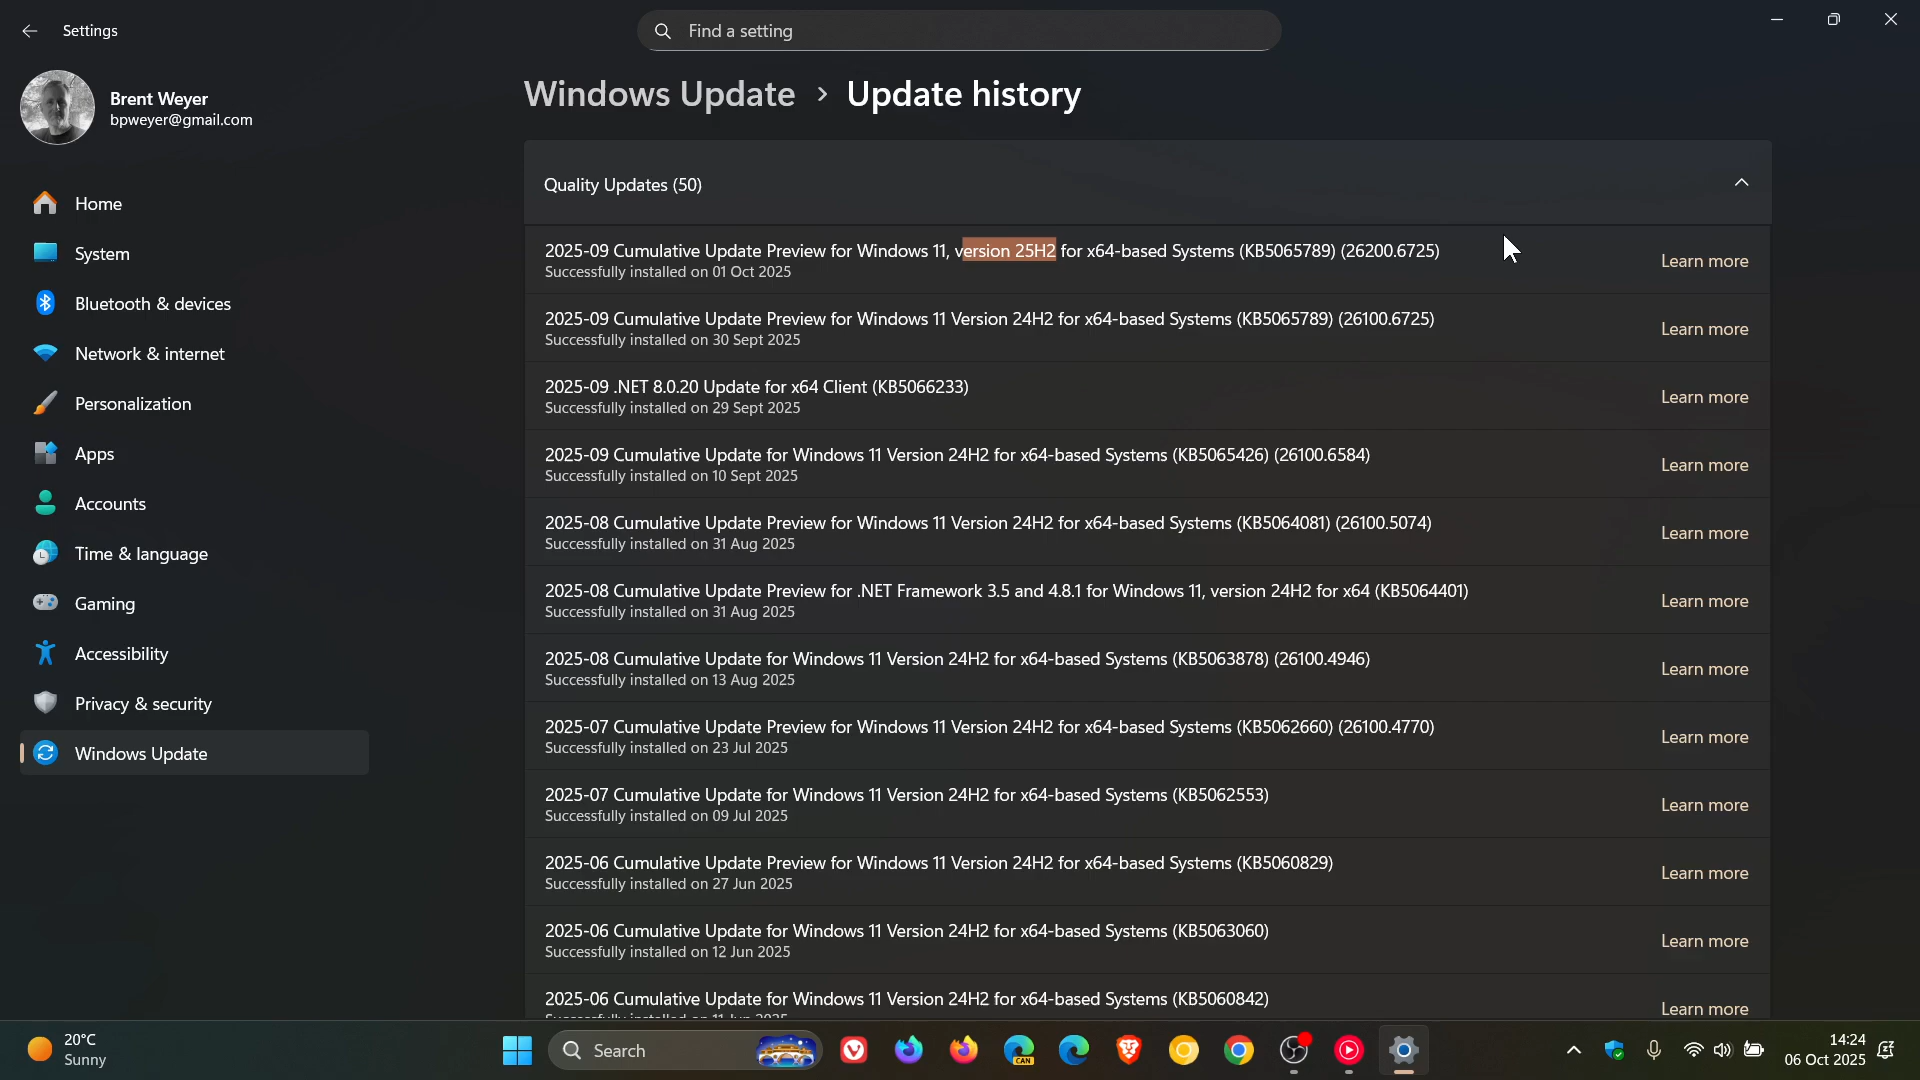 Settings
Find a setting
Brent Weyer
bpweyer@gmail.com
Home
System
Bluetooth & devices
Network & internet
Personalization
Apps
Accounts
Time & language
Gaming
Accessibility
Privacy & security
Windows Update
Windows Update > Update history
Quality Updates (50)
2025-09 Cumulative Update Preview for Windows 11, version 25H2 for x64-based Systems (KB5065789) (26200.6725)
Successfully installed on 01 Oct 2025
Learn more
2025-09 Cumulative Update Preview for Windows 11 Version 24H2 for x64-based Systems (KB5065789) (26100.6725)
Successfully installed on 30 Sept 2025
Learn more
2025-09 .NET 8.0.20 Update for x64 Client (KB5066233)
Successfully installed on 29 Sept 2025
Learn more
2025-09 Cumulative Update for Windows 11 Version 24H2 for x64-based Systems (KB5065426) (26100.6584)
Successfully installed on 10 Sept 2025
Learn more
2025-08 Cumulative Update Preview for Windows 11 Version 24H2 for x64-based Systems (KB5064081) (26100.5074)
Successfully installed on 31 Aug 2025
Learn more
2025-08 Cumulative Update Preview for .NET Framework 3.5 and 4.8.1 for Windows 11, version 24H2 for x64 (KB5064401)
Successfully installed on 31 Aug 2025
Learn more
2025-08 Cumulative Update for Windows 11 Version 24H2 for x64-based Systems (KB5063878) (26100.4946)
Successfully installed on 13 Aug 2025
Learn more
2025-07 Cumulative Update Preview for Windows 11 Version 24H2 for x64-based Systems (KB5062660) (26100.4770)
Successfully installed on 23 Jul 2025
Learn more
2025-07 Cumulative Update for Windows 11 Version 24H2 for x64-based Systems (KB5062553)
Successfully installed on 09 Jul 2025
Learn more
2025-06 Cumulative Update Preview for Windows 11 Version 24H2 for x64-based Systems (KB5060829)
Successfully installed on 27 Jun 2025
Learn more
2025-06 Cumulative Update for Windows 11 Version 24H2 for x64-based Systems (KB5063060)
Successfully installed on 12 Jun 2025
Learn more
2025-06 Cumulative Update for Windows 11 Version 24H2 for x64-based Systems (KB5060842)
Successfully installed on 11 Jun 2025
Learn more
20°C
Sunny
Search
CAN
14:24
06 Oct 2025